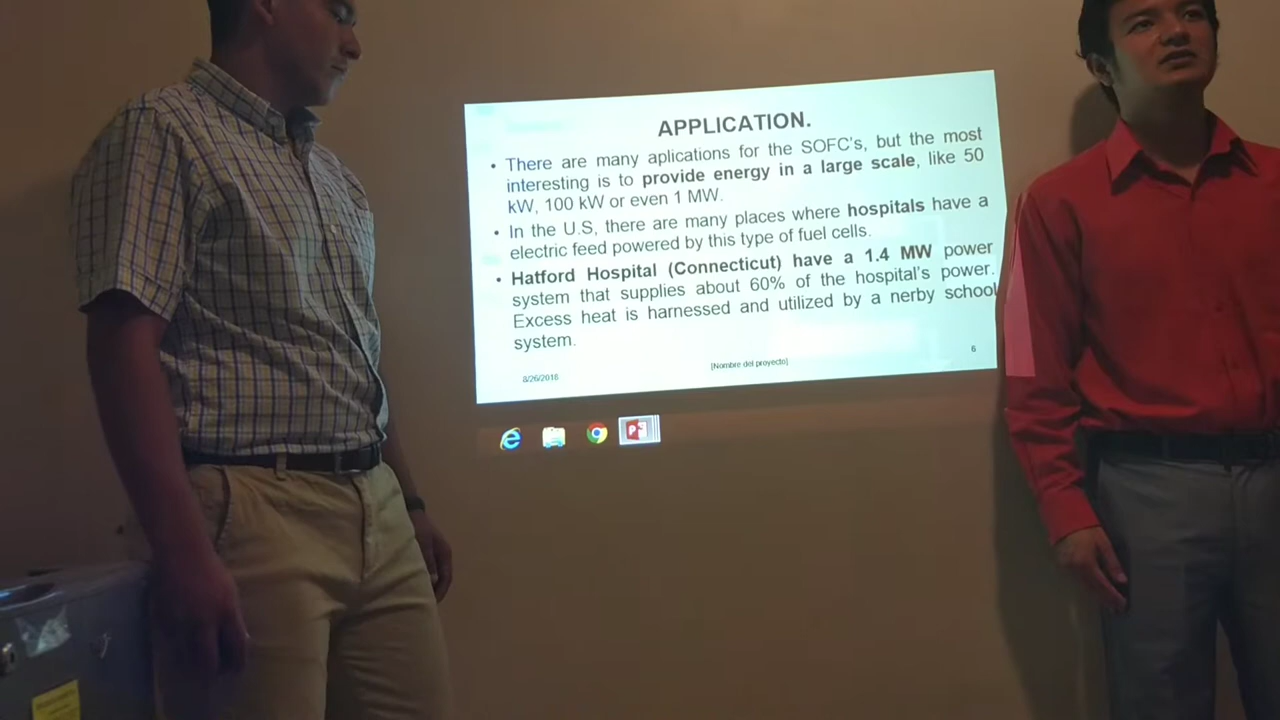 APPLICATION.
• There are many aplications for the SOFC's, but the most
interesting is to provide energy in a large scale, like 50
kW, 100 kW or even 1 MW.
• In the U.S, there are many places where hospitals have a
electric feed powered by this type of fuel cells.
• Hatford Hospital (Connecticut) have a 1.4 MW power
system that supplies about 60% of the hospital's power.
Excess heat is harnessed and utilized by a nerby school
system.
8/26/2016
[Nombre del proyecto]
6